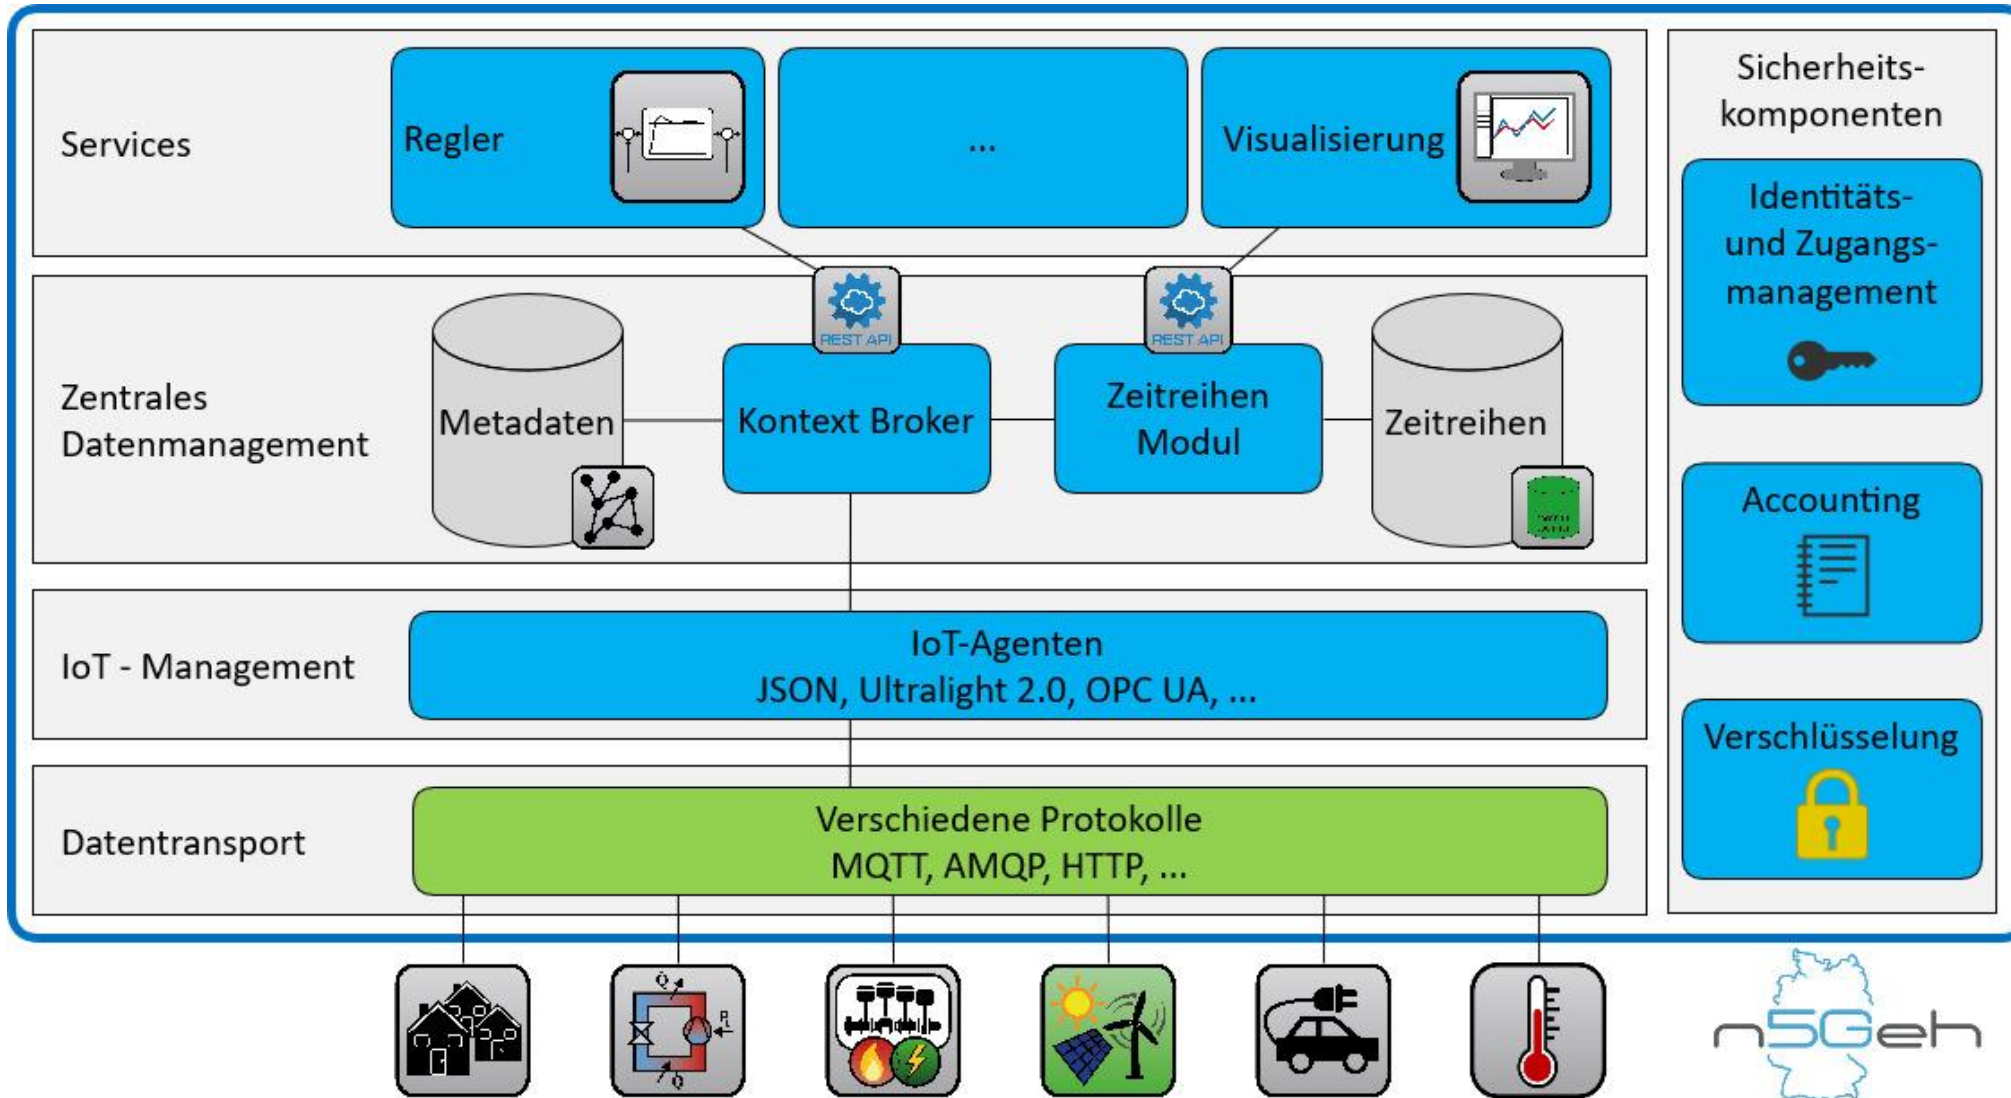 Services
Regler
...
Visualisierung
REST API
REST API
Zentrales
Datenmanagement
Metadaten
Kontext Broker
Zeitreihen
Modul
Zeitreihen
IoT - Management
IoT-Agenten
JSON, Ultralight 2.0, OPC UA, ...
Datentransport
Verschiedene Protokolle
MQTT, AMQP, HTTP, ...
Sicherheits-
komponenten
Identitäts-
und Zugangs-
management
Accounting
Verschlüsselung
n5Geh